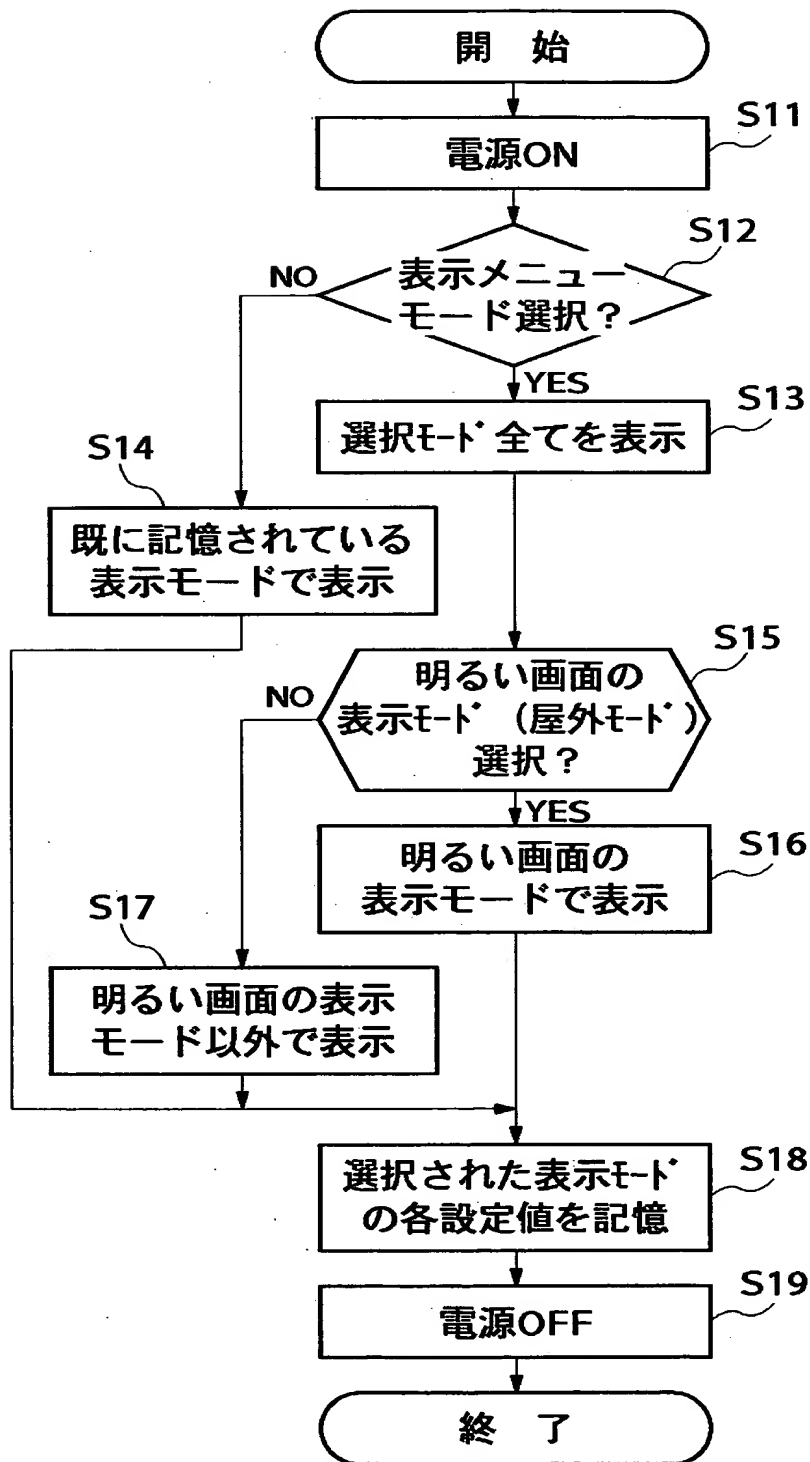 開 始
S11
電源ON
S12
表示メニュー
モード選択？
NO
YES
S13
選択ﾓｰﾄﾞ全てを表示
S14
既に記憶されている
表示モードで表示
S15
明るい画面の
表示ﾓｰﾄﾞ（屋外ﾓｰﾄﾞ）
選択？
NO
YES
S16
明るい画面の
表示モードで表示
S17
明るい画面の表示
モード以外で表示
S18
選択された表示ﾓｰﾄﾞ
の各設定値を記憶
S19
電源OFF
終 了